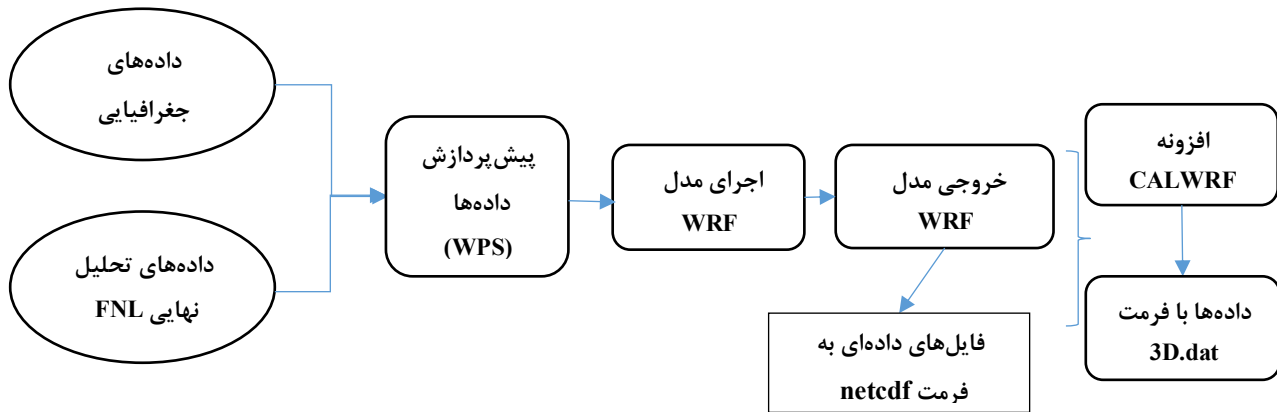 داده‌های
جغرافیایی
داده‌های تحلیل
نهایی FNL
پیش‌پردازش
داده‌ها
(WPS)
اجرای مدل
WRF
خروجی مدل
WRF
فایل‌های داده‌ای به
فرمت netcdf
افزونه
CALWRF
داده‌ها با فرمت
3D.dat